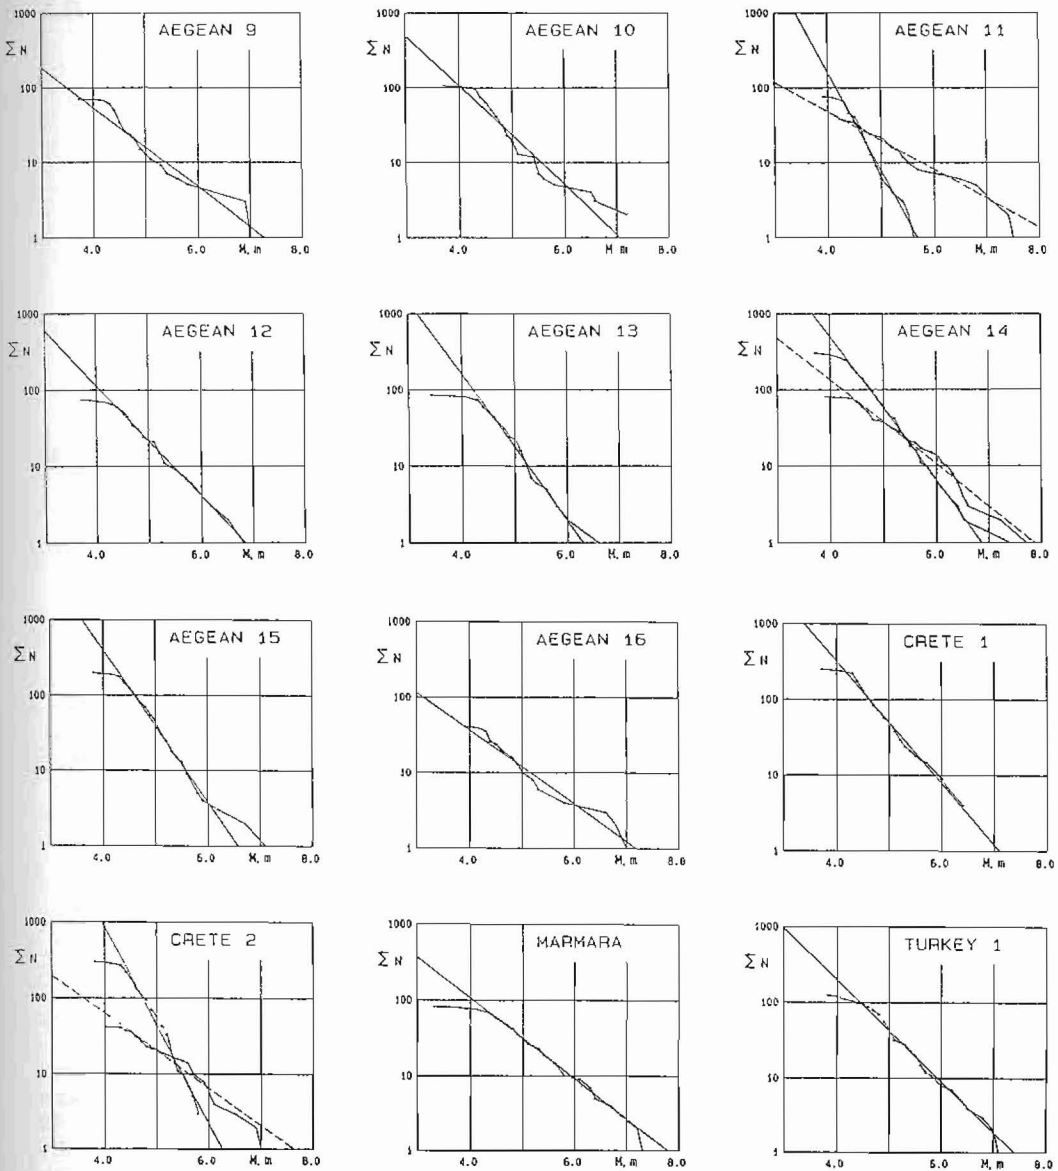 AEGEAN 9
ΣN
1000
100
10
1
4.0 6.0 M, m 8.0
AEGEAN 10
ΣN
1000
100
10
1
4.0 6.0 M, m 8.0
AEGEAN 11
ΣN
1000
100
10
1
4.0 6.0 M, m 8.0
AEGEAN 12
ΣN
1000
100
10
1
4.0 6.0 M, m 8.0
AEGEAN 13
ΣN
1000
100
10
1
4.0 6.0 M, m 8.0
AEGEAN 14
ΣN
1000
100
10
1
4.0 6.0 M, m 8.0
AEGEAN 15
ΣN
1000
100
10
1
4.0 6.0 M, m 8.0
AEGEAN 16
ΣN
1000
100
10
1
4.0 6.0 M, m 8.0
CRETE 1
ΣN
1000
100
10
1
4.0 6.0 M, m 8.0
CRETE 2
ΣN
1000
100
10
1
4.0 6.0 M, m 8.0
MARMARA
ΣN
1000
100
10
1
4.0 6.0 M, m 8.0
TURKEY 1
ΣN
1000
100
10
1
4.0 6.0 M, m 8.0